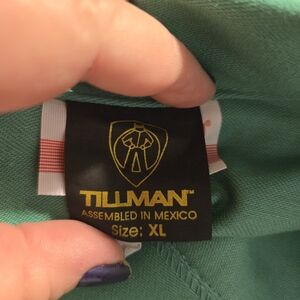 TILLMAN™
ASSEMBLED IN MEXICO
Size: XL